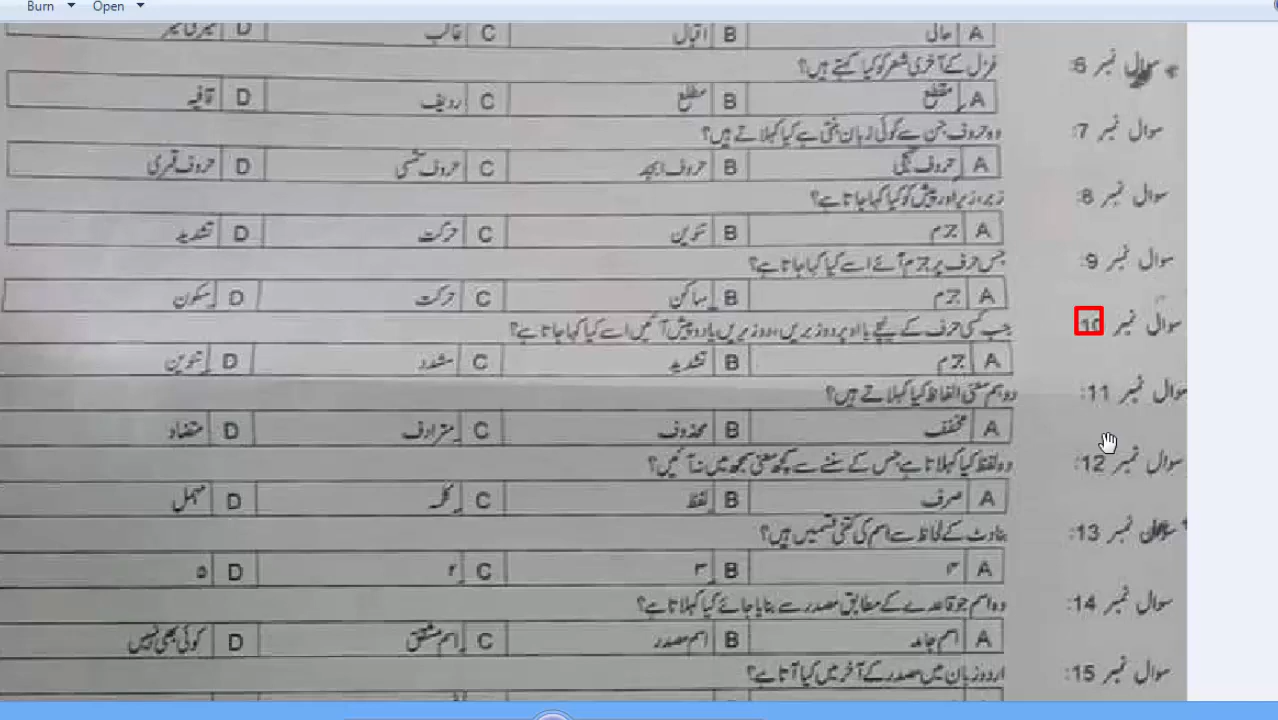 Burn Open
A حالی B اقبال C غالب D میر تقی میر
سوال نمبر 6: غزل کے آخری شعر کو کیا کہتے ہیں؟
A مقطع B مطلع C ردیف D قافیہ
سوال نمبر 7: وہ حروف جن سے کوئی زبان بنتی ہے کیا کہلاتے ہیں؟
A حروف تہجی B حروف ابجد C حروف شمسی D حروف قمری
سوال نمبر 8: زبر، زیر اور پیش کو کیا کہا جاتا ہے؟
A جزم B تنوین C حرکت D تشدید
سوال نمبر 9: جس حرف پر جزم آئے اسے کیا کہا جاتا ہے؟
A جزم B ساکن C حرکت D سکون
سوال نمبر 10 جب کسی حرف کے نیچے یا اوپر دو زبریں، دو زیریں یا دو پیش آئیں اسے کیا کہا جاتا ہے؟
A جزم B تشدید C مشدد D تنوین
سوال نمبر 11: دو ہم معنی الفاظ کیا کہلاتے ہیں؟
A مخفف B محذوف C مترادف D متضاد
سوال نمبر 12: وہ لفظ کیا کہلاتا ہے جس کے سننے سے کچھ معنی سمجھ میں نہ آئیں؟
A صرف B لفظ C کلمہ D مہمل
سوال نمبر 13: بناوٹ کے لحاظ سے اسم کی کتنی قسمیں ہیں؟
A ۴ B ۳ C ۲ D ۵
سوال نمبر 14: وہ اسم جو قاعدے کے مطابق مصدر سے بنایا جائے کیا کہلاتا ہے؟
A اسم جامد B اسم مصدر C اسم مشتق D کوئی بھی نہیں
سوال نمبر 15: اردو زبان میں مصدر کے آخر میں کیا آتا ہے؟